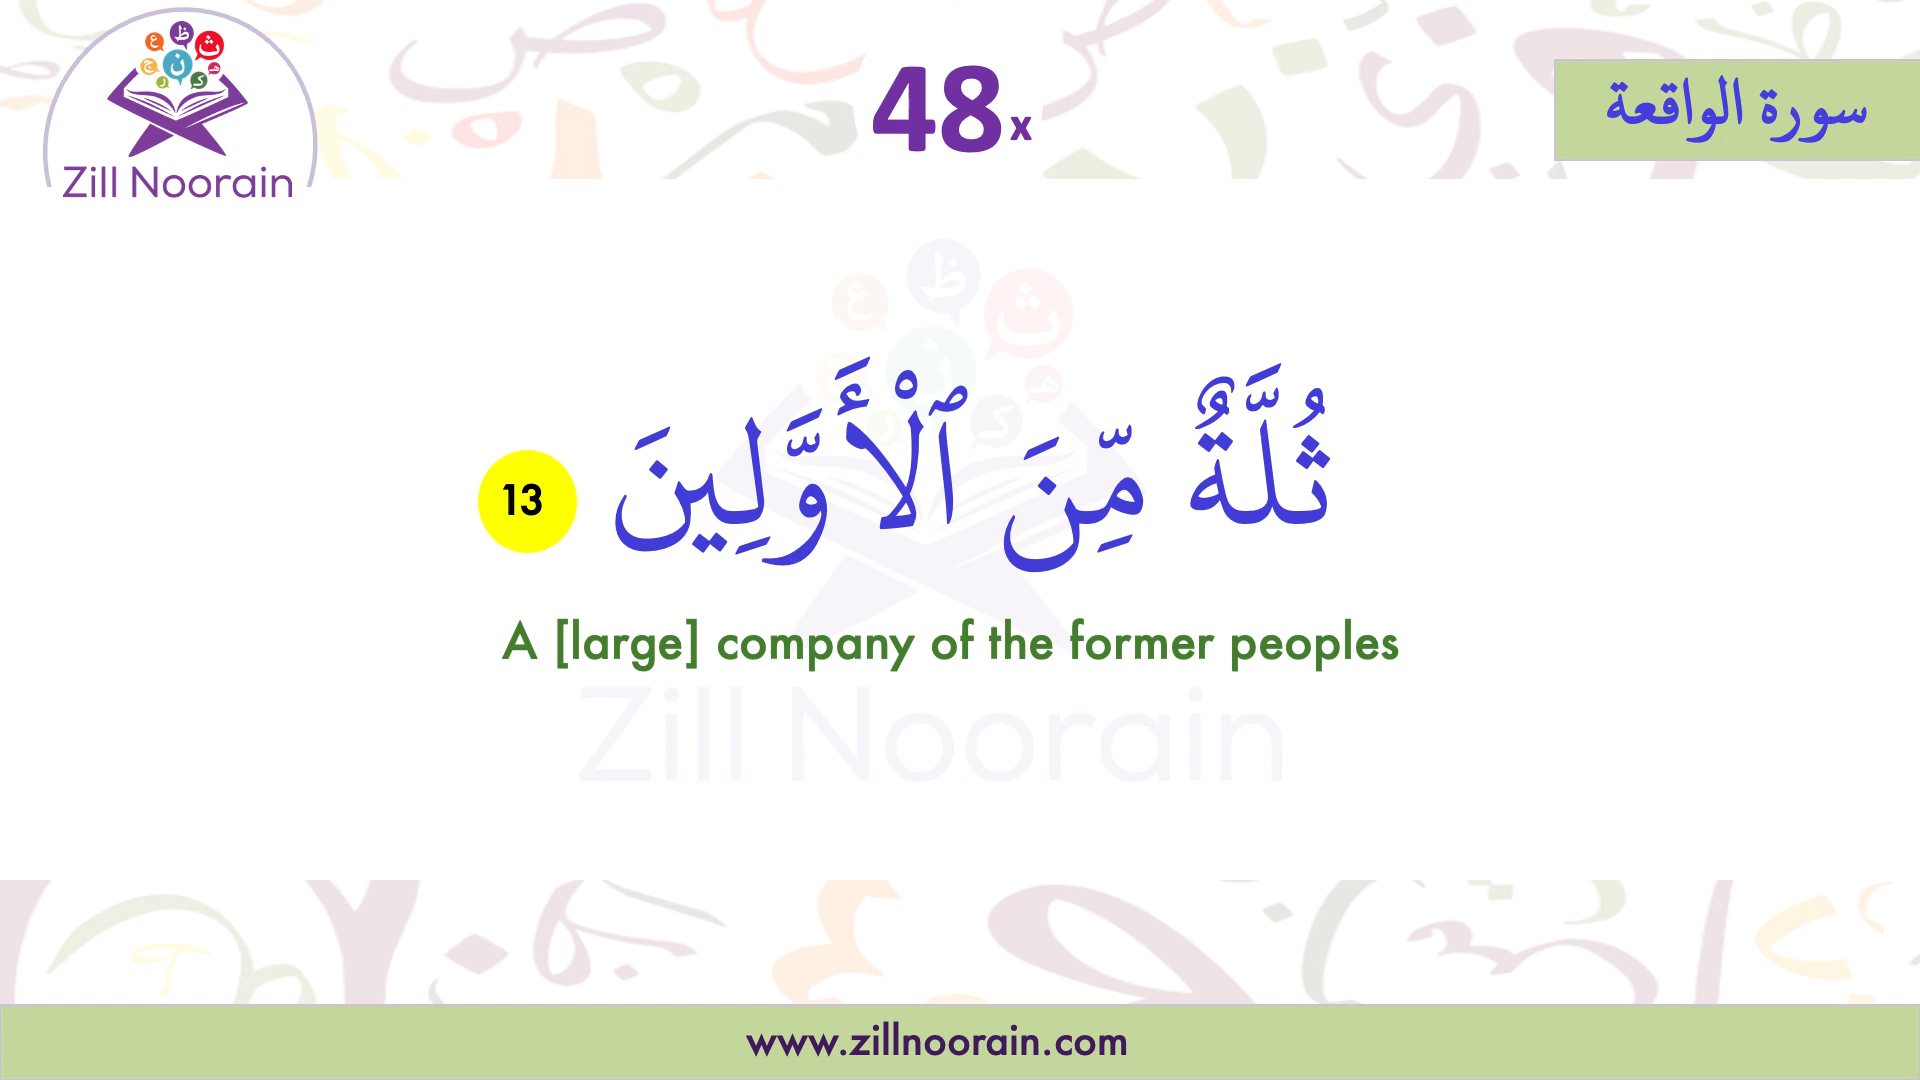 ظ
ع
ث
ن
ج
هـ
ك
ر
Zill Noorain
48x
سورة الواقعة
ثُلَّةٌ مِّنَ ٱلْأَوَّلِينَ 13
A [large] company of the former peoples
Zill Noorain
www.zillnoorain.com